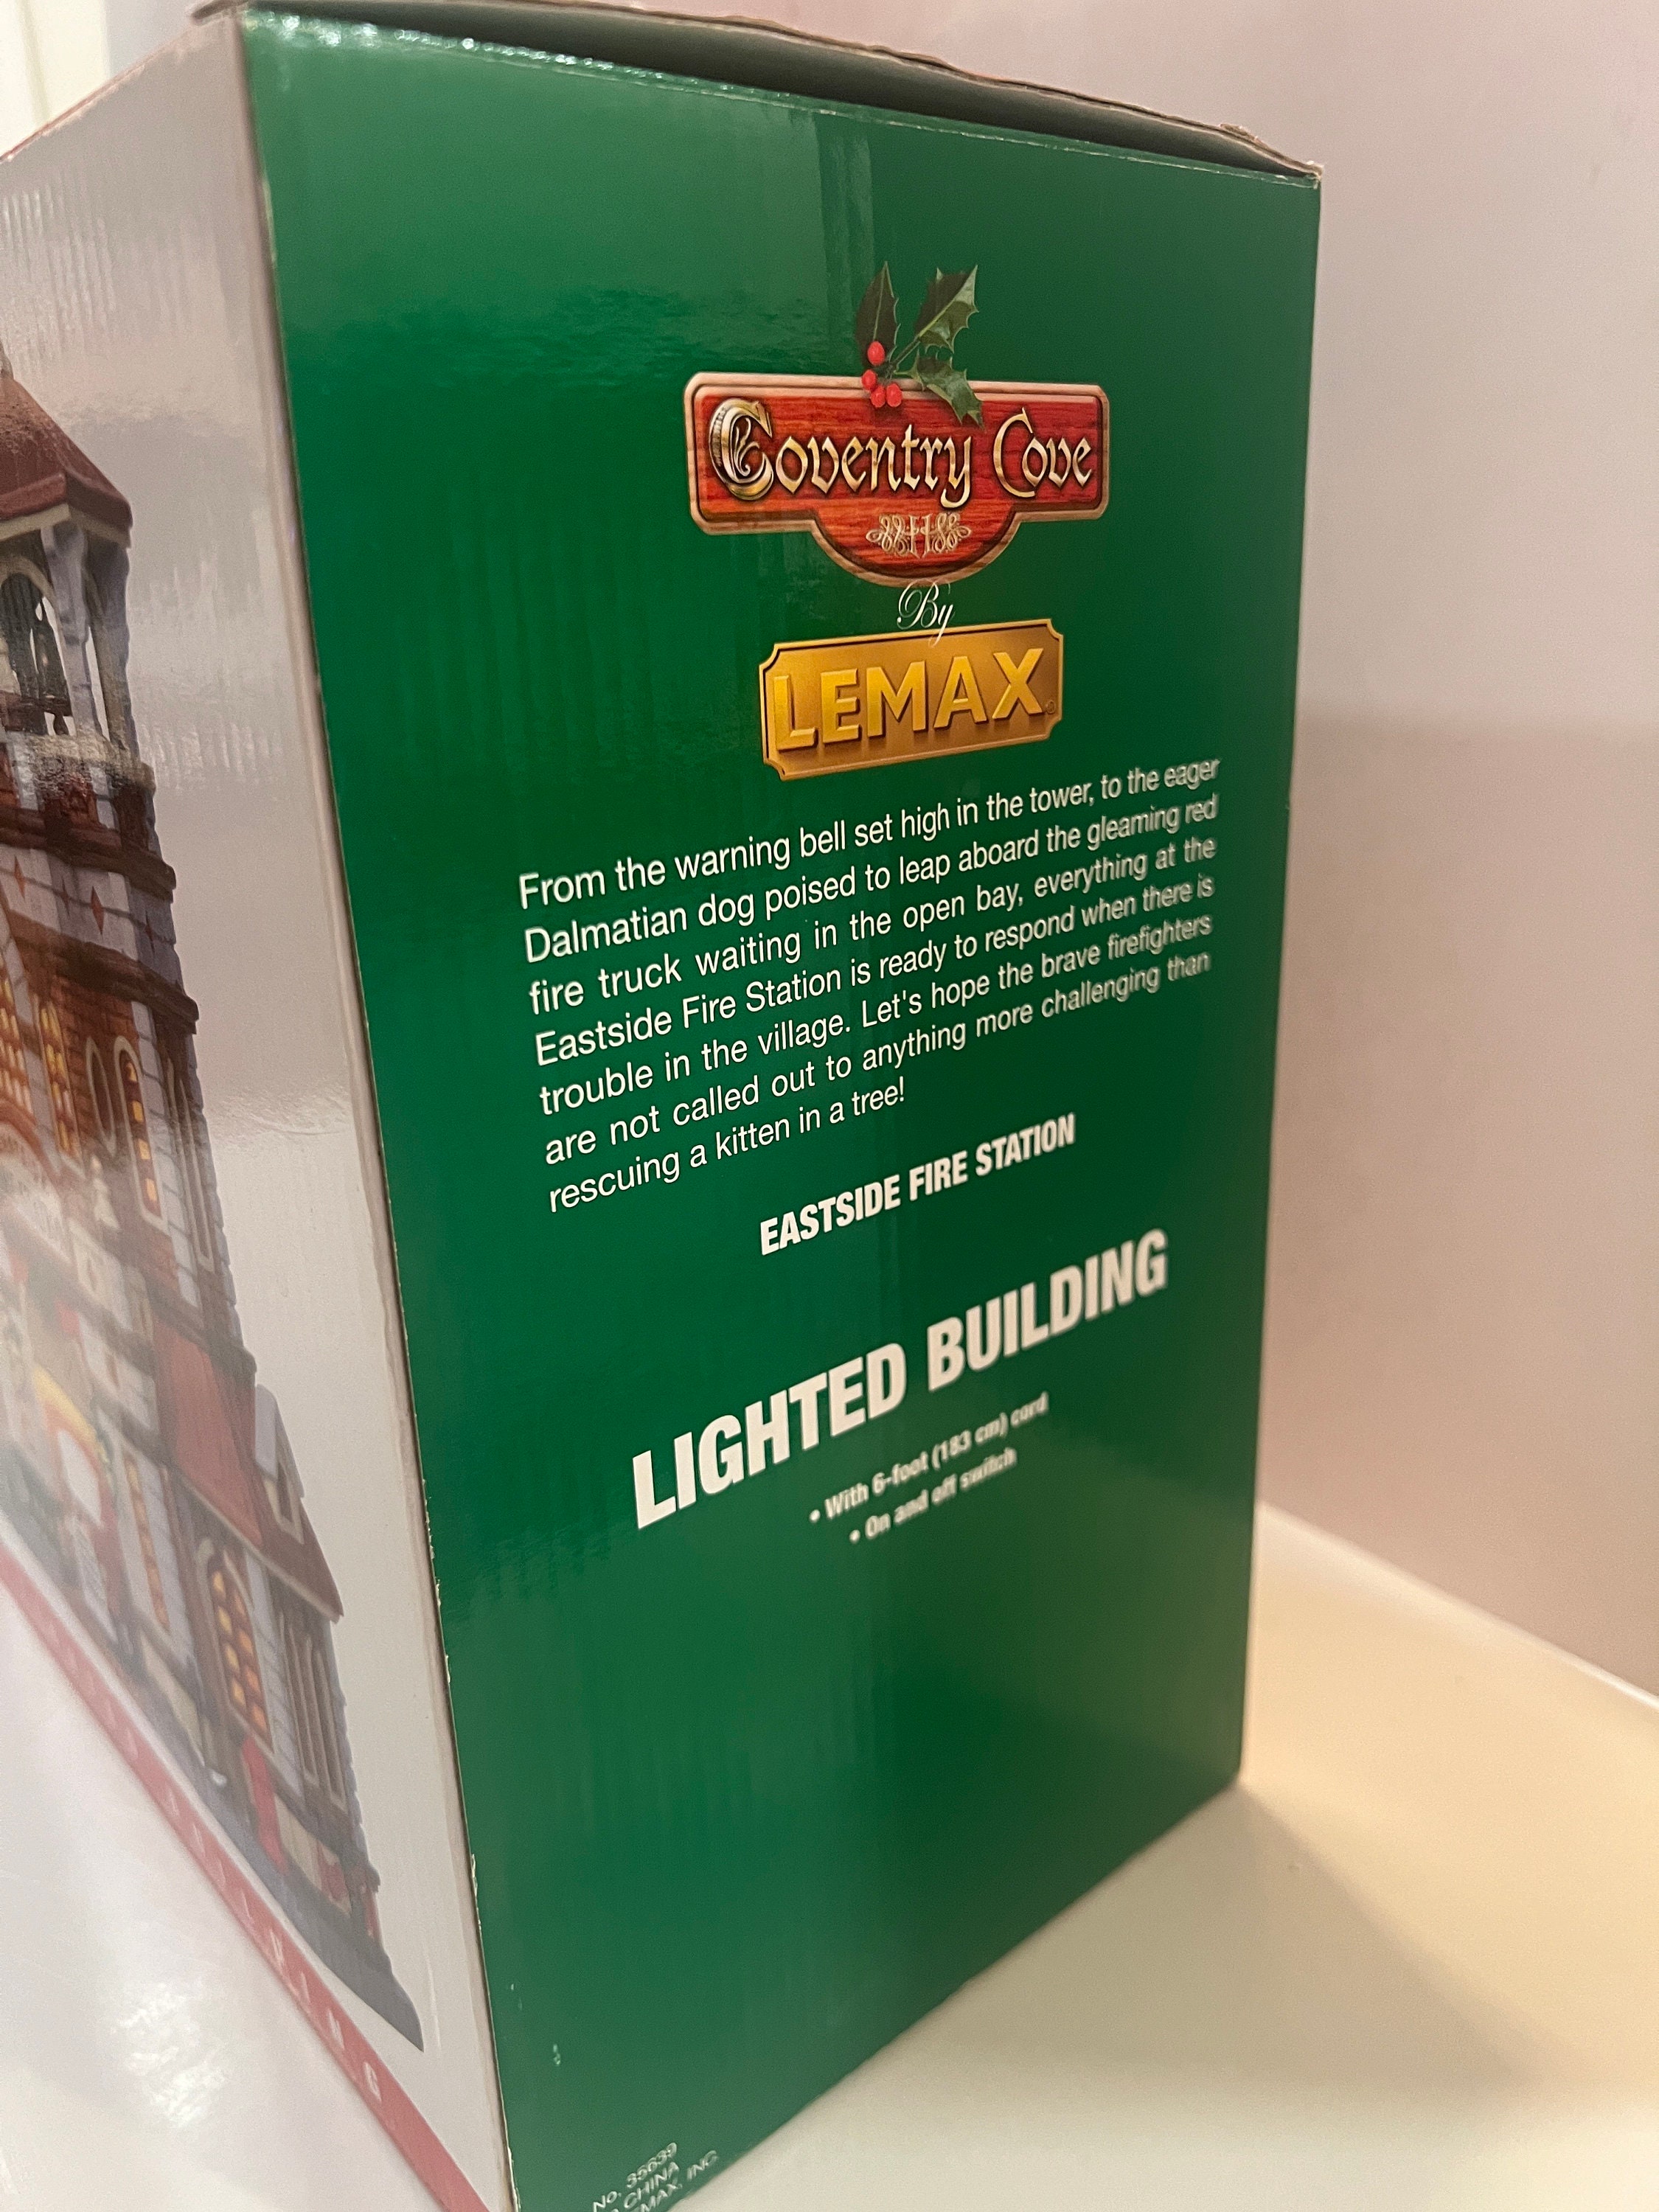 Coventry Cove
By
LEMAX
From the warning bell set high in the tower, to the eager
Dalmatian dog poised to leap aboard the gleaming red
fire truck waiting in the open bay, everything at the
Eastside Fire Station is ready to respond when there is
trouble in the village. Let's hope the brave firefighters
are not called out to anything more challenging than
rescuing a kitten in a tree!
EASTSIDE FIRE STATION
LIGHTED BUILDING
• With 6-foot (183 cm) cord
• On and off switch
No. 35639
CHINA
INC